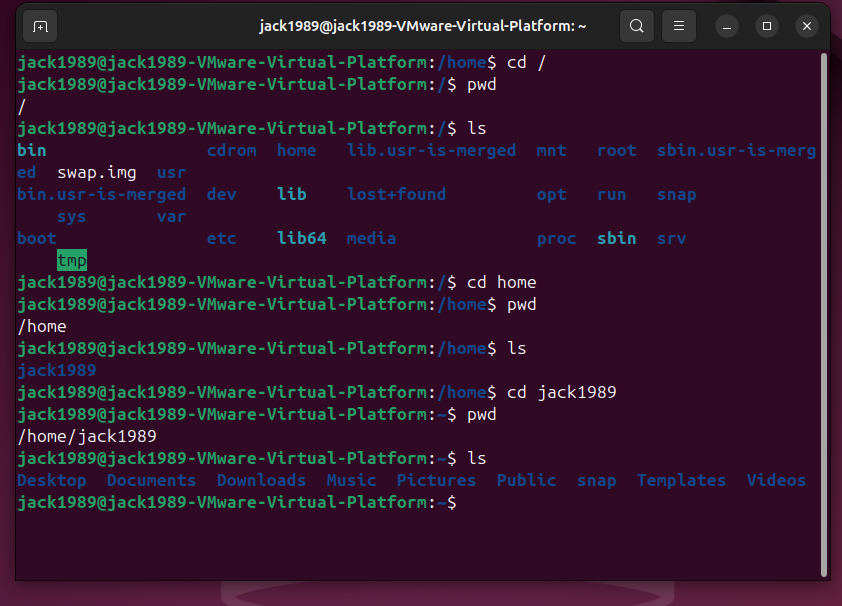 jack1989@jack1989-VMware-Virtual-Platform: ~
jack1989@jack1989-VMware-Virtual-Platform:/home$ cd /
jack1989@jack1989-VMware-Virtual-Platform:/$ pwd
/
jack1989@jack1989-VMware-Virtual-Platform:/$ ls
bin                cdrom  home   lib.usr-is-merged  mnt   root  sbin.usr-is-merg
ed  swap.img  usr
bin.usr-is-merged  dev    lib    lost+found         opt   run   snap
    sys       var
boot               etc    lib64  media              proc  sbin  srv
    tmp
jack1989@jack1989-VMware-Virtual-Platform:/$ cd home
jack1989@jack1989-VMware-Virtual-Platform:/home$ pwd
/home
jack1989@jack1989-VMware-Virtual-Platform:/home$ ls
jack1989
jack1989@jack1989-VMware-Virtual-Platform:/home$ cd jack1989
jack1989@jack1989-VMware-Virtual-Platform:~$ pwd
/home/jack1989
jack1989@jack1989-VMware-Virtual-Platform:~$ ls
Desktop  Documents  Downloads  Music  Pictures  Public  snap  Templates  Videos
jack1989@jack1989-VMware-Virtual-Platform:~$